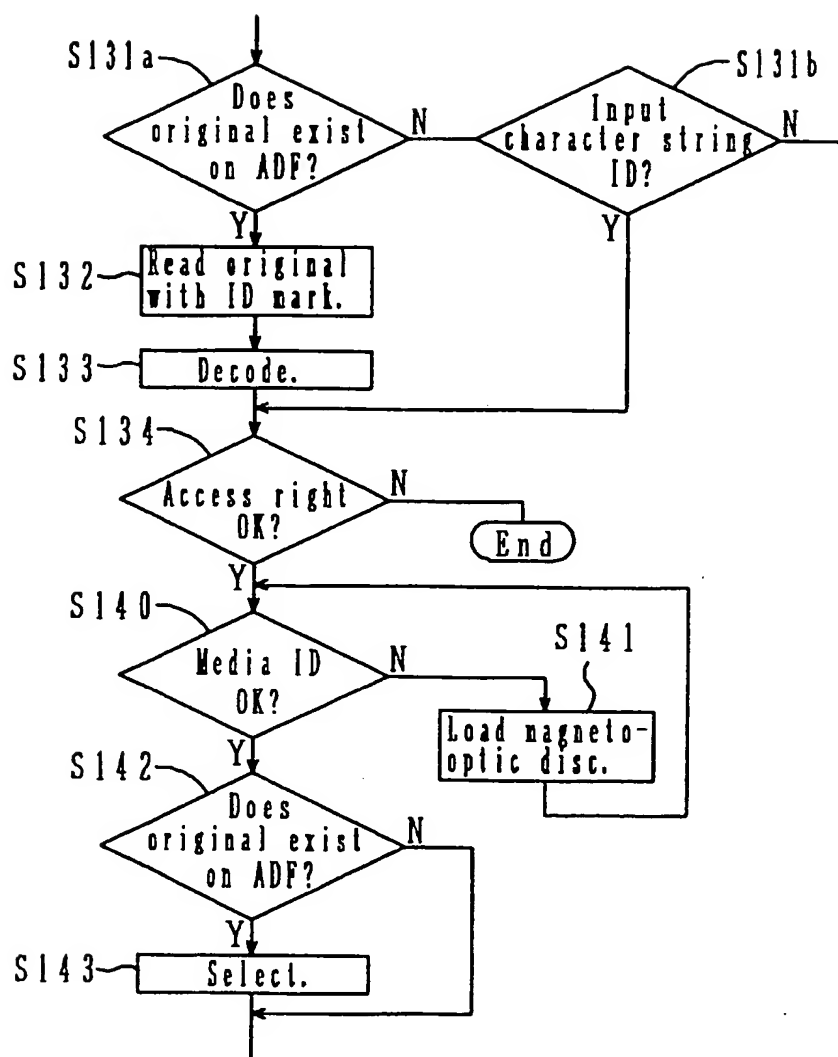 S131a
Does
original exist
on ADF?
N
Y
S131b
Input
character string
ID?
N
Y
S132
Read original
with ID mark.
S133
Decode.
S134
Access right
OK?
N
End
Y
S140
Media ID
OK?
N
Y
S141
Load magneto-
optic disc.
S142
Does
original exist
on ADF?
N
Y
S143
Select.